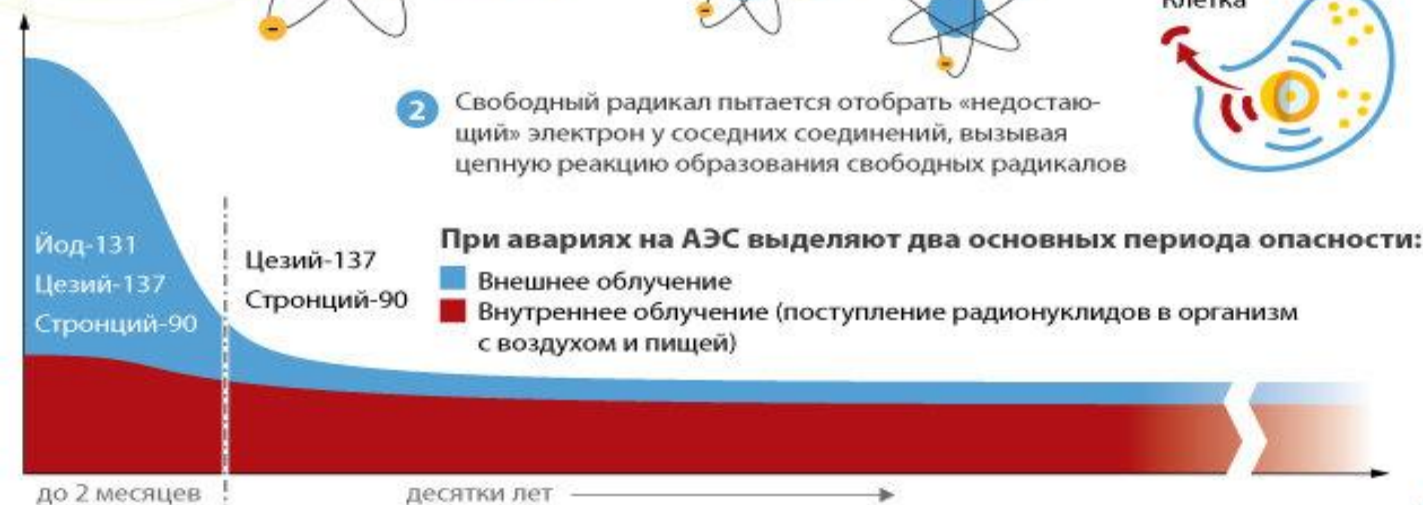 Клетка
2 Свободный радикал пытается отобрать «недостаю-
щий» электрон у соседних соединений, вызывая
цепную реакцию образования свободных радикалов
При авариях на АЭС выделяют два основных периода опасности:
Внешнее облучение
Внутреннее облучение (поступление радионуклидов в организм
с воздухом и пищей)
Йод-131
Цезий-137
Стронций-90
Цезий-137
Стронций-90
до 2 месяцев
десятки лет